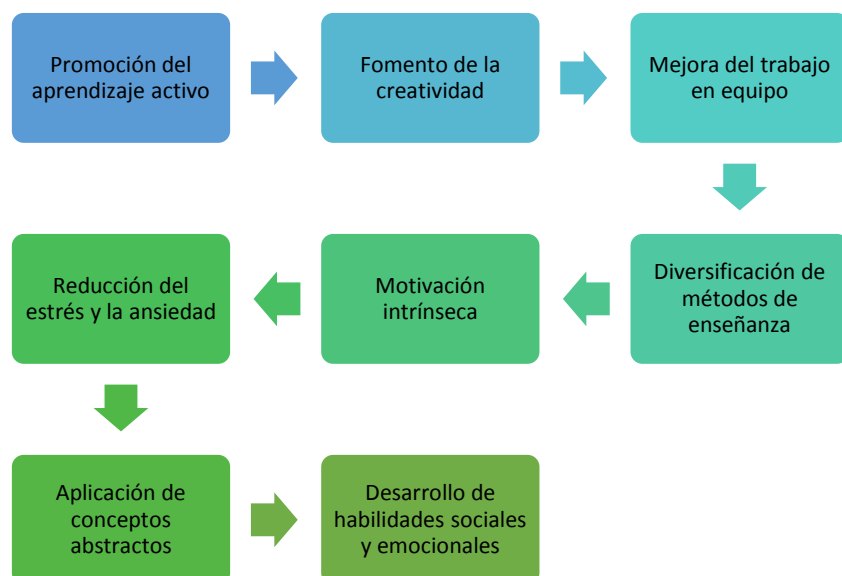 Promoción del
aprendizaje activo
Fomento de la
creatividad
Mejora del trabajo
en equipo
Diversificación de
métodos de
enseñanza
Motivación
intrínseca
Reducción del
estrés y la ansiedad
Aplicación de
conceptos
abstractos
Desarrollo de
habilidades sociales
y emocionales